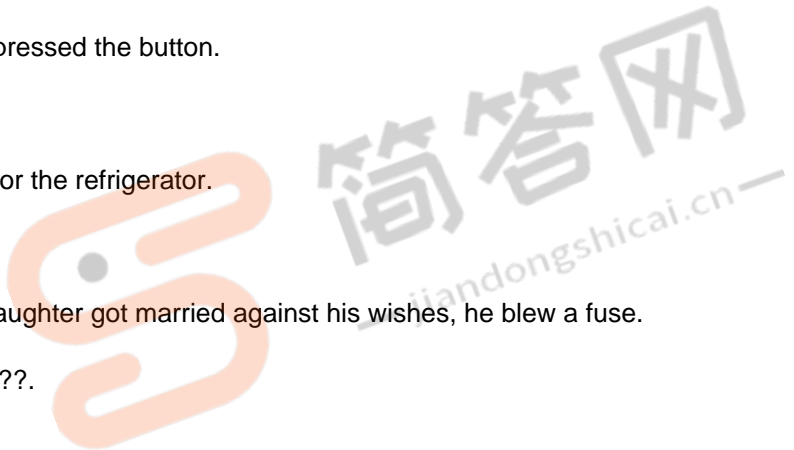 pressed the button.
or the refrigerator.
aughter got married against his wishes, he blew a fuse.
??.
简答网
—jiandongshicai.cn—